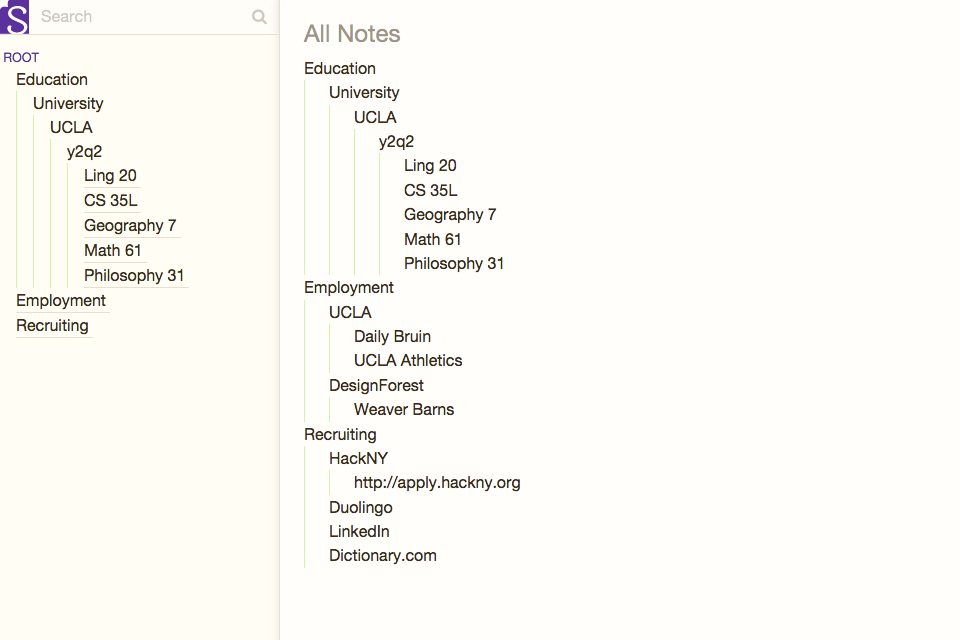 S
Search
ROOT
Education
University
UCLA
y2q2
Ling 20
CS 35L
Geography 7
Math 61
Philosophy 31
Employment
Recruiting
All Notes
Education
University
UCLA
y2q2
Ling 20
CS 35L
Geography 7
Math 61
Philosophy 31
Employment
UCLA
Daily Bruin
UCLA Athletics
DesignForest
Weaver Barns
Recruiting
HackNY
http://apply.hackny.org
Duolingo
LinkedIn
Dictionary.com